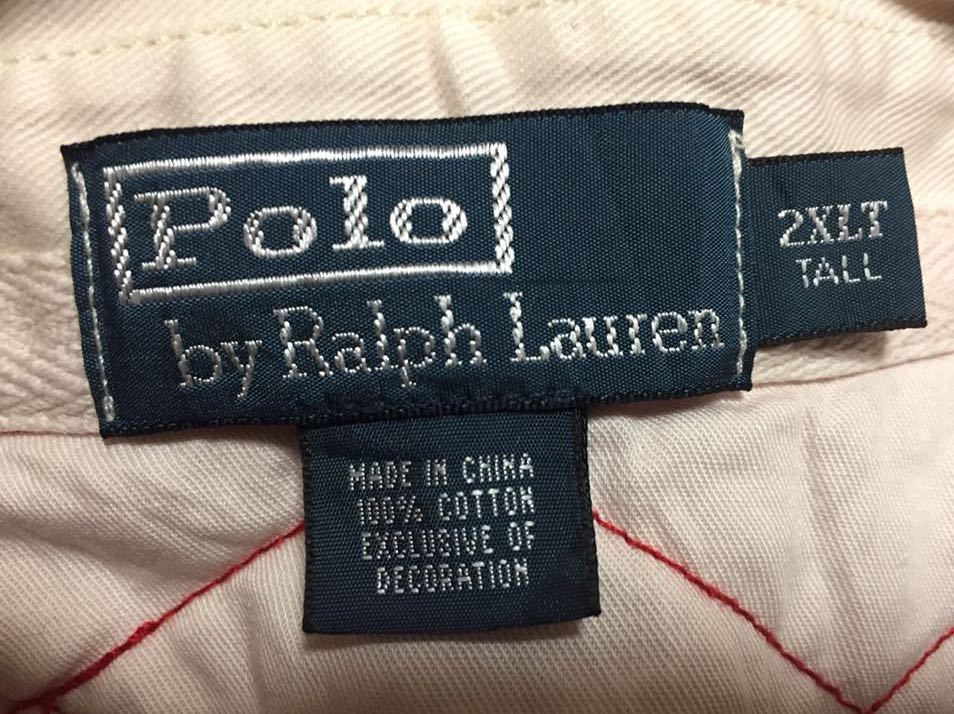 Polo
by Ralph Lauren
2XLT
TALL
MADE IN CHINA
100% COTTON
EXCLUSIVE OF
DECORATION